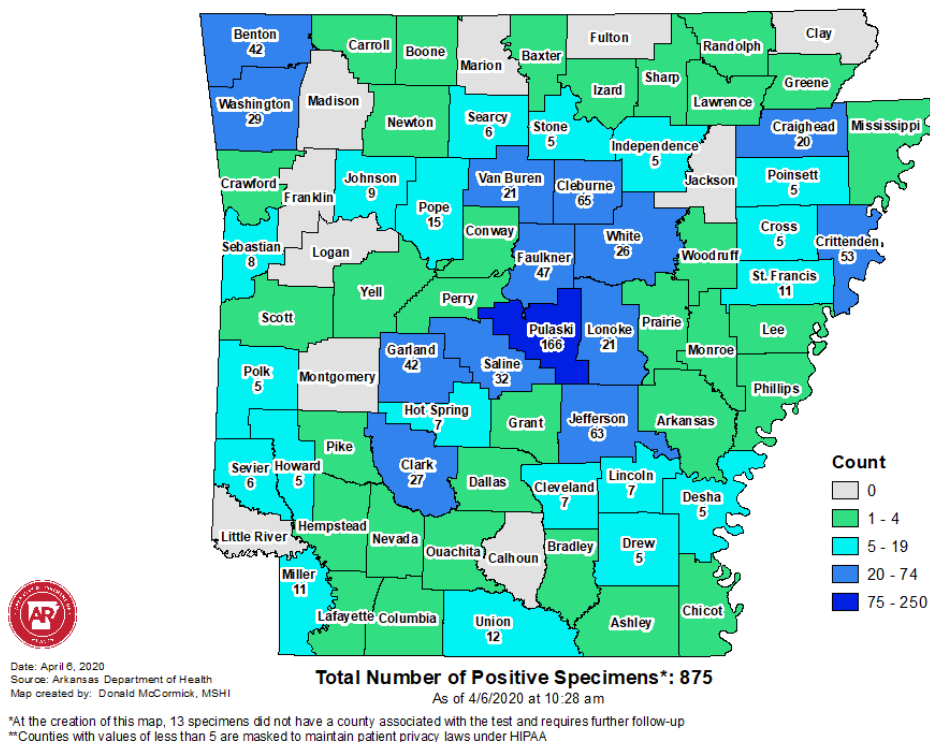 Benton
42
Carroll
Boone
Marion
Baxter
Fulton
Randolph
Clay
Sharp
Izard
Greene
Lawrence
Washington
29
Madison
Newton
Searcy
6
Stone
5
Independence
5
Craighead
20
Mississippi
Crawford
Franklin
Johnson
9
Pope
15
Van Buren
21
Cleburne
65
Jackson
Poinsett
5
Sebastian
8
Logan
Conway
Faulkner
47
White
26
Woodruff
Cross
5
Crittenden
53
St. Francis
11
Scott
Yell
Perry
Pulaski
166
Lonoke
21
Prairie
Monroe
Lee
Phillips
Polk
5
Montgomery
Garland
42
Saline
32
Hot Spring
7
Grant
Jefferson
63
Arkansas
Sevier
6
Howard
5
Pike
Clark
27
Dallas
Cleveland
7
Lincoln
7
Desha
5
Little River
Hempstead
Nevada
Ouachita
Calhoun
Bradley
Drew
5
Miller
11
Lafayette
Columbia
Union
12
Ashley
Chicot
Count
0
1 - 4
5 - 19
20 - 74
75 - 250
AR
Date: April 6, 2020
Source: Arkansas Department of Health
Map created by: Donald McCormick, MSHI
Total Number of Positive Specimens*: 875
As of 4/6/2020 at 10:28 am
*At the creation of this map, 13 specimens did not have a county associated with the test and requires further follow-up
**Counties with values of less than 5 are masked to maintain patient privacy laws under HIPAA